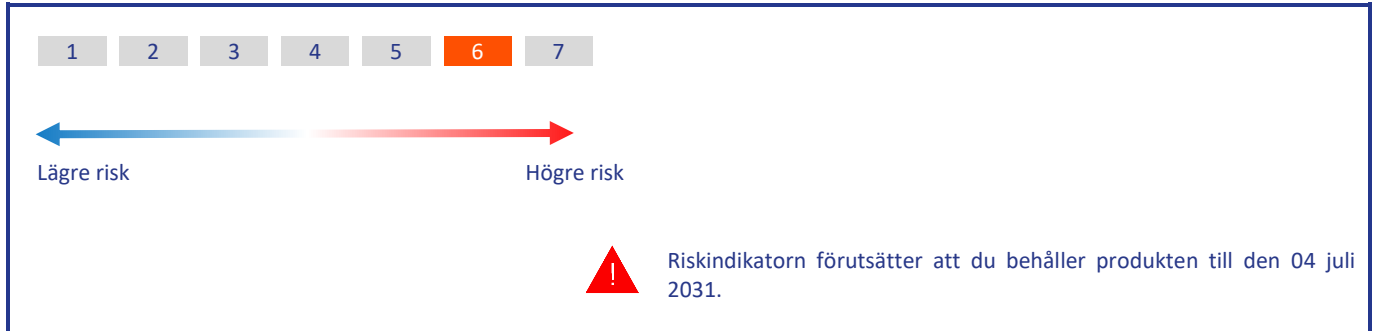 1 2 3 4 5 6 7
Lägre risk Högre risk
! Riskindikatorn förutsätter att du behåller produkten till den 04 juli
2031.